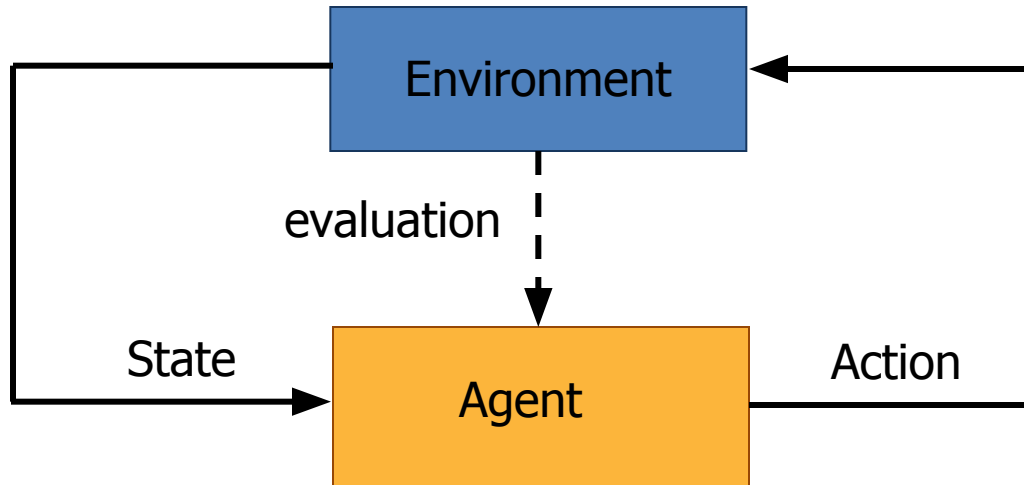 Environment
evaluation
State
Action
Agent